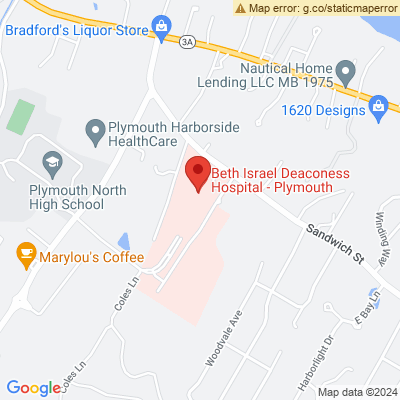 Map error: g.co/staticmaperror
Bradford's Liquor Store
3A
Nautical Home
Lending LLC MB 1975
1620 Designs
Plymouth Harborside
HealthCare
Beth Israel Deaconess
Hospital - Plymouth
Plymouth North
High School
Sandwich St
Winding Way
Marylou's Coffee
Coles Ln
E Bay Ln
Woodvale Ave
Harborlight Dr
Coles Ln
Google
Map data ©2024